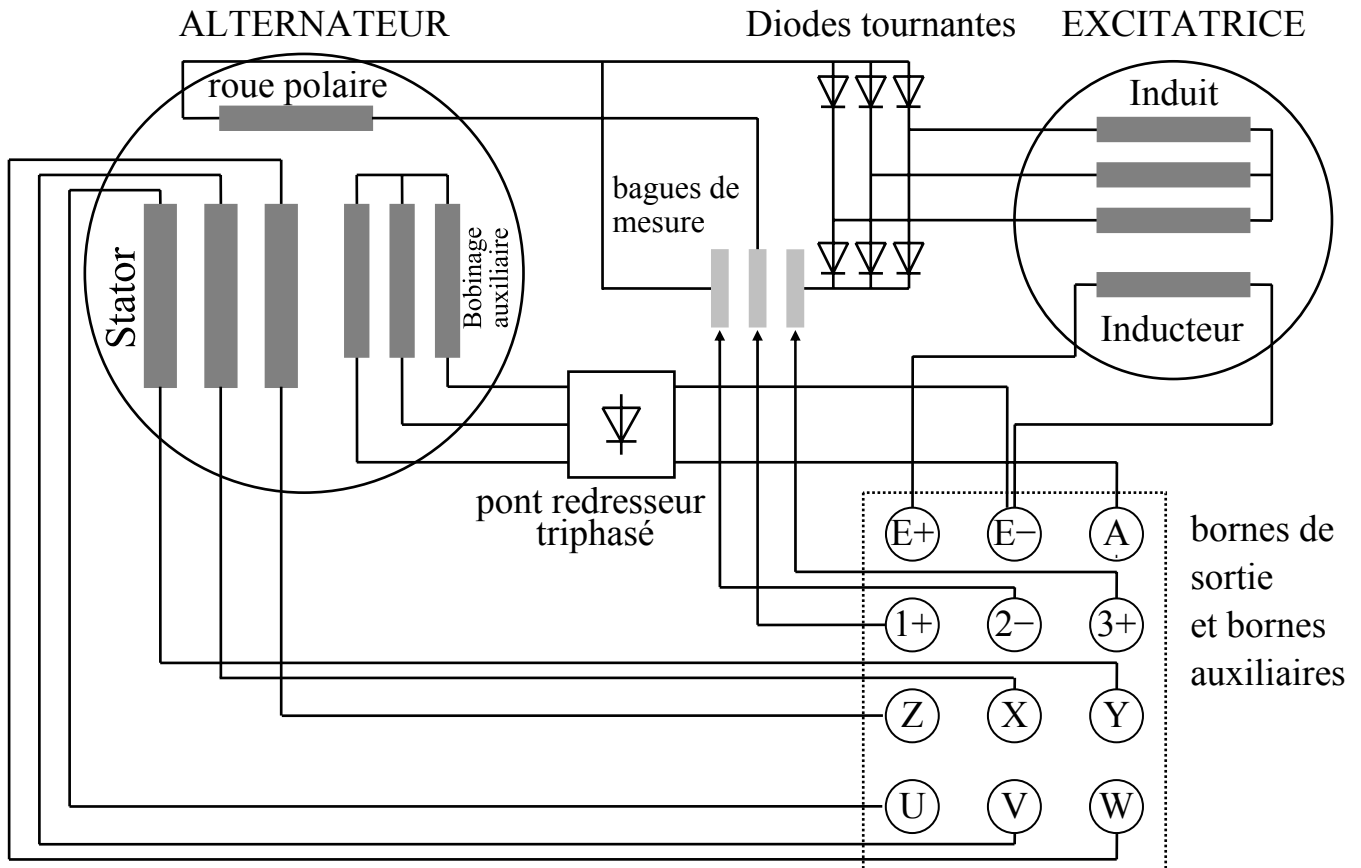 ALTERNATEUR
Diodes tournantes
EXCITATRICE
roue polaire
Induit
bagues de
mesure
Stator
Bobinage
auxiliaire
Inducteur
pont redresseur
triphasé
E+ E− A
1+ 2− 3+
Z X Y
U V W
bornes de
sortie
et bornes
auxiliaires